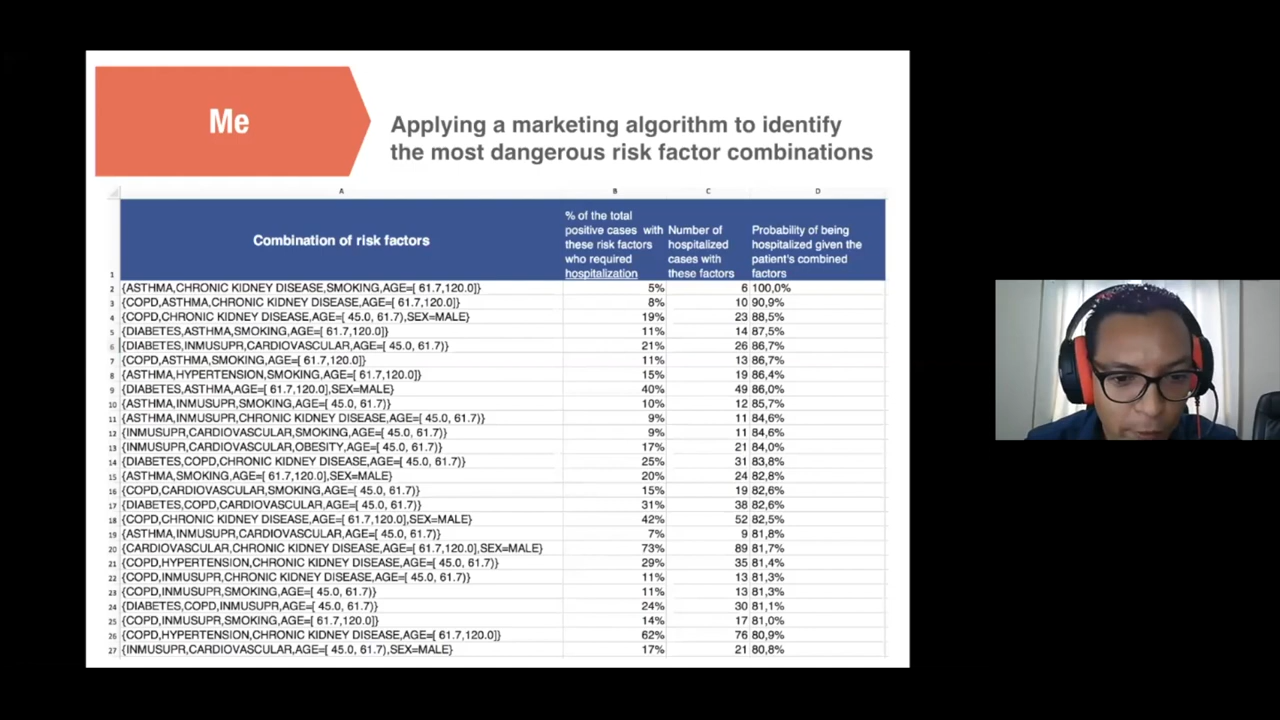 Me
Applying a marketing algorithm to identify
the most dangerous risk factor combinations
A B C D
1 Combination of risk factors % of the total positive cases with these risk factors who required hospitalization Number of hospitalized cases with these factors Probability of being hospitalized given the patient's combined factors
2 {ASTHMA,CHRONIC KIDNEY DISEASE,SMOKING,AGE=[ 61.7,120.0]} 5% 6 100,0%
3 {COPD,ASTHMA,CHRONIC KIDNEY DISEASE,AGE=[ 61.7,120.0]} 8% 10 90,9%
4 {COPD,CHRONIC KIDNEY DISEASE,AGE=[ 45.0, 61.7),SEX=MALE} 19% 23 88,5%
5 {DIABETES,ASTHMA,SMOKING,AGE=[ 61.7,120.0]} 11% 14 87,5%
6 {DIABETES,INMUSUPR,CARDIOVASCULAR,AGE=[ 45.0, 61.7)} 21% 26 86,7%
7 {COPD,ASTHMA,SMOKING,AGE=[ 61.7,120.0]} 11% 13 86,7%
8 {ASTHMA,HYPERTENSION,SMOKING,AGE=[ 61.7,120.0]} 15% 19 86,4%
9 {DIABETES,ASTHMA,AGE=[ 61.7,120.0],SEX=MALE} 40% 49 86,0%
10 {ASTHMA,INMUSUPR,SMOKING,AGE=[ 45.0, 61.7)} 10% 12 85,7%
11 {ASTHMA,INMUSUPR,CHRONIC KIDNEY DISEASE,AGE=[ 45.0, 61.7)} 9% 11 84,6%
12 {INMUSUPR,CARDIOVASCULAR,SMOKING,AGE=[ 45.0, 61.7)} 9% 11 84,6%
13 {INMUSUPR,CARDIOVASCULAR,OBESITY,AGE=[ 45.0, 61.7)} 17% 21 84,0%
14 {DIABETES,COPD,CHRONIC KIDNEY DISEASE,AGE=[ 45.0, 61.7)} 25% 31 83,8%
15 {ASTHMA,SMOKING,AGE=[ 61.7,120.0],SEX=MALE} 20% 24 82,8%
16 {COPD,CARDIOVASCULAR,SMOKING,AGE=[ 45.0, 61.7)} 15% 19 82,6%
17 {DIABETES,COPD,CARDIOVASCULAR,AGE=[ 45.0, 61.7)} 31% 38 82,6%
18 {COPD,CHRONIC KIDNEY DISEASE,AGE=[ 61.7,120.0],SEX=MALE} 42% 52 82,5%
19 {ASTHMA,INMUSUPR,CARDIOVASCULAR,AGE=[ 45.0, 61.7)} 7% 9 81,8%
20 {CARDIOVASCULAR,CHRONIC KIDNEY DISEASE,AGE=[ 61.7,120.0],SEX=MALE} 73% 89 81,7%
21 {COPD,HYPERTENSION,CHRONIC KIDNEY DISEASE,AGE=[ 45.0, 61.7)} 29% 35 81,4%
22 {COPD,INMUSUPR,CHRONIC KIDNEY DISEASE,AGE=[ 45.0, 61.7)} 11% 13 81,3%
23 {COPD,INMUSUPR,SMOKING,AGE=[ 45.0, 61.7)} 11% 13 81,3%
24 {DIABETES,COPD,INMUSUPR,AGE=[ 45.0, 61.7)} 24% 30 81,1%
25 {COPD,INMUSUPR,SMOKING,AGE=[ 61.7,120.0]} 14% 17 81,0%
26 {COPD,HYPERTENSION,CHRONIC KIDNEY DISEASE,AGE=[ 61.7,120.0]} 62% 76 80,9%
27 {INMUSUPR,CARDIOVASCULAR,AGE=[ 45.0, 61.7),SEX=MALE} 17% 21 80,8%